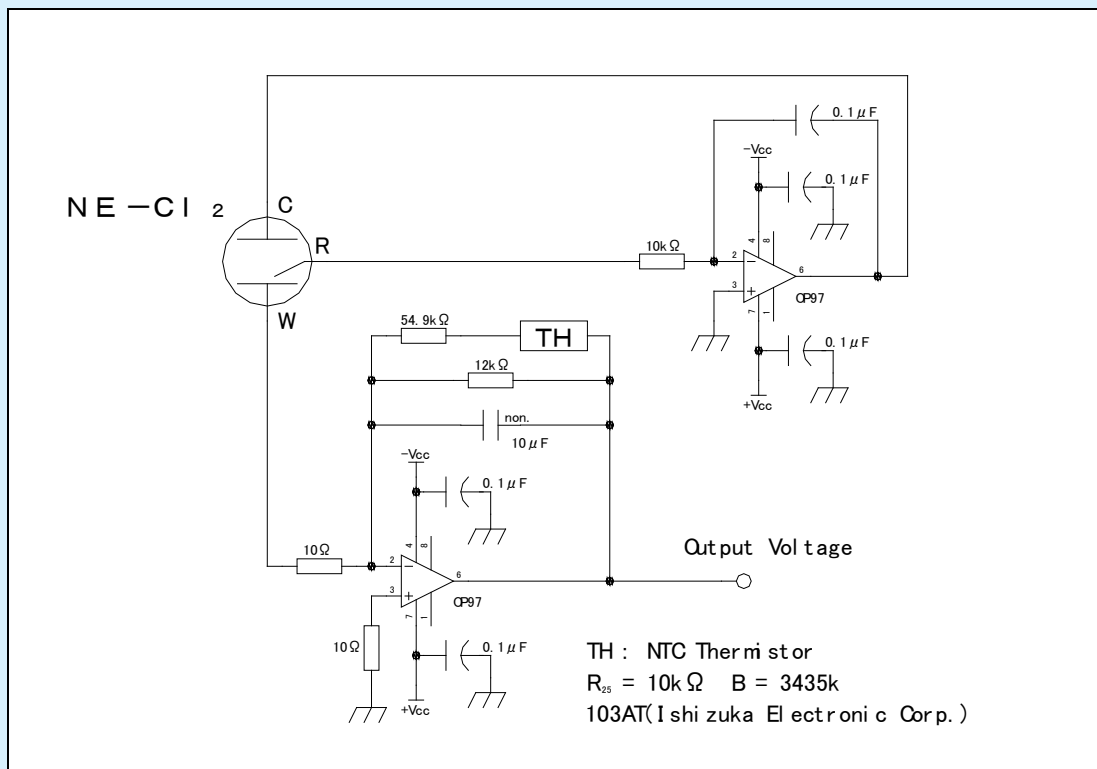 0.1μF
-Vcc
0.1μF
NE-Cl 2
C
R
10kΩ
4
8
2
6
3
OP97
7
1
W
54.9kΩ
TH
0.1μF
12kΩ
+Vcc
non.
10μF
-Vcc
0.1μF
Output Voltage
10Ω
4
8
2
6
3
OP97
7
1
10Ω
0.1μF
+Vcc
TH : NTC Thermistor
R25 = 10kΩ B = 3435k
103AT(Ishizuka Electronic Corp.)